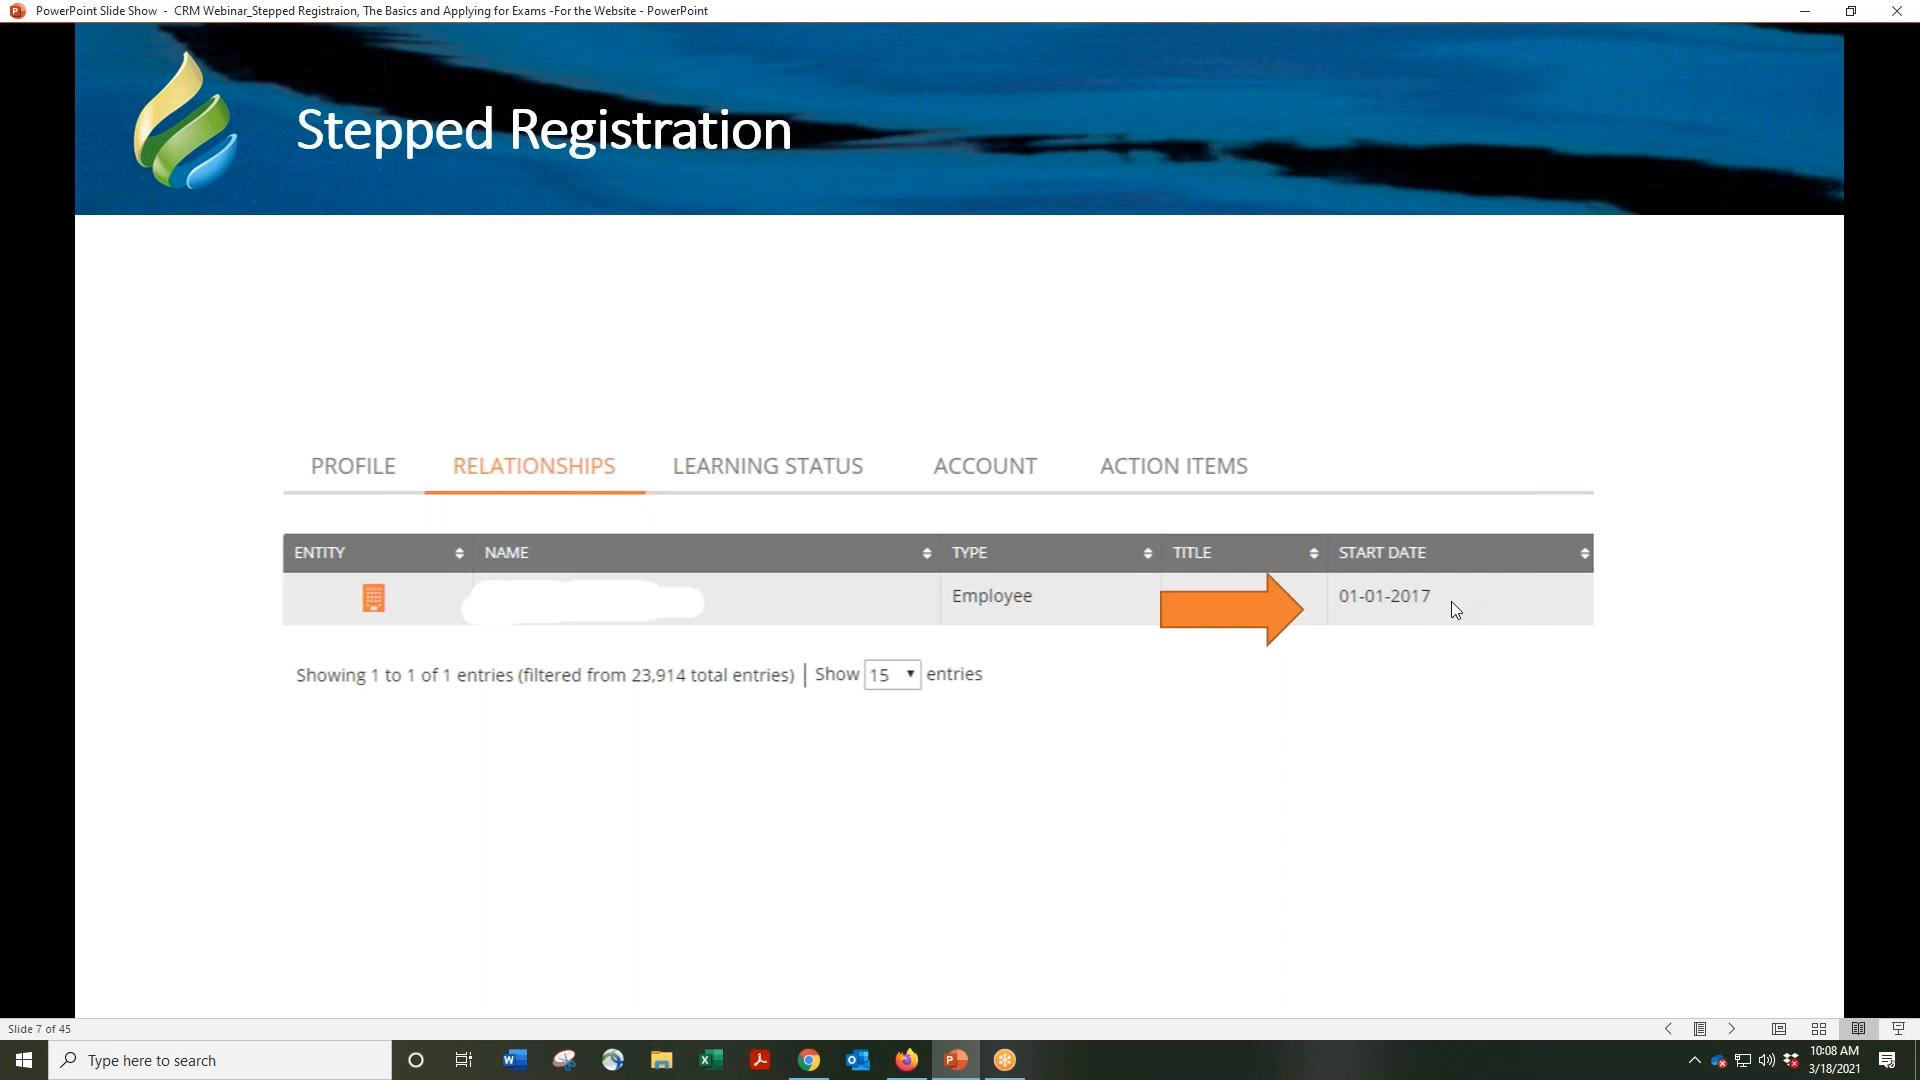 PowerPoint Slide Show - CRM Webinar_Stepped Registraion, The Basics and Applying for Exams -For the Website - PowerPoint
Stepped Registration
PROFILE RELATIONSHIPS LEARNING STATUS ACCOUNT ACTION ITEMS
ENTITY NAME TYPE TITLE START DATE
Employee 01-01-2017
Showing 1 to 1 of 1 entries (filtered from 23,914 total entries) | Show 15 entries
Slide 7 of 45
Type here to search
10:08 AM
3/18/2021